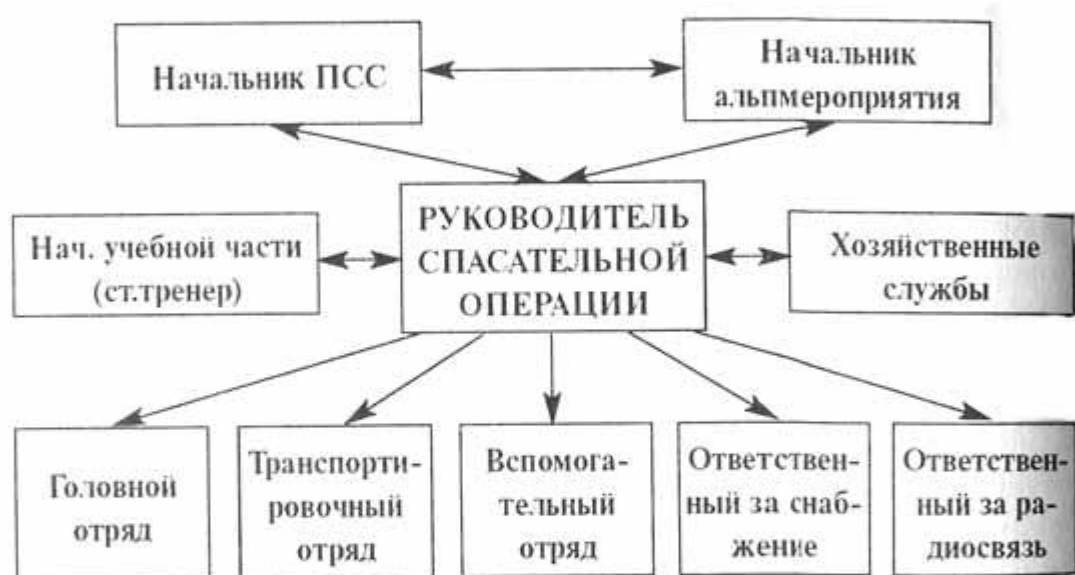 Начальник ПСС
Начальник
альпмероприятия
Нач. учебной части
(ст.тренер)
РУКОВОДИТЕЛЬ
СПАСАТЕЛЬНОЙ
ОПЕРАЦИИ
Хозяйственные
службы
Головной
отряд
Транспорти-
ровочный
отряд
Вспомога-
тельный
отряд
Ответствен-
ный за снаб-
жение
Ответствен-
ный за ра-
диосвязь